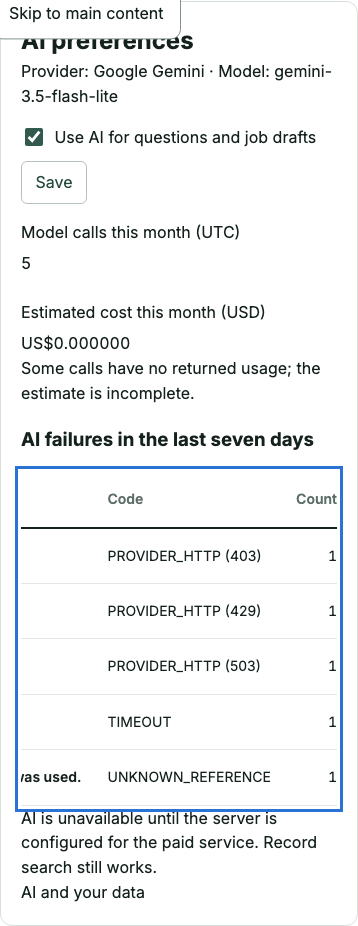 Skip to main content
AI preferences
Provider: Google Gemini · Model: gemini-
3.5-flash-lite
Use AI for questions and job drafts
Save
Model calls this month (UTC)
5
Estimated cost this month (USD)
US$0.000000
Some calls have no returned usage; the
estimate is incomplete.
AI failures in the last seven days
Code Count
PROVIDER_HTTP (403) 1
PROVIDER_HTTP (429) 1
PROVIDER_HTTP (503) 1
TIMEOUT 1
used. UNKNOWN_REFERENCE 1
AI is unavailable until the server is
configured for the paid service. Record
search still works.
AI and your data